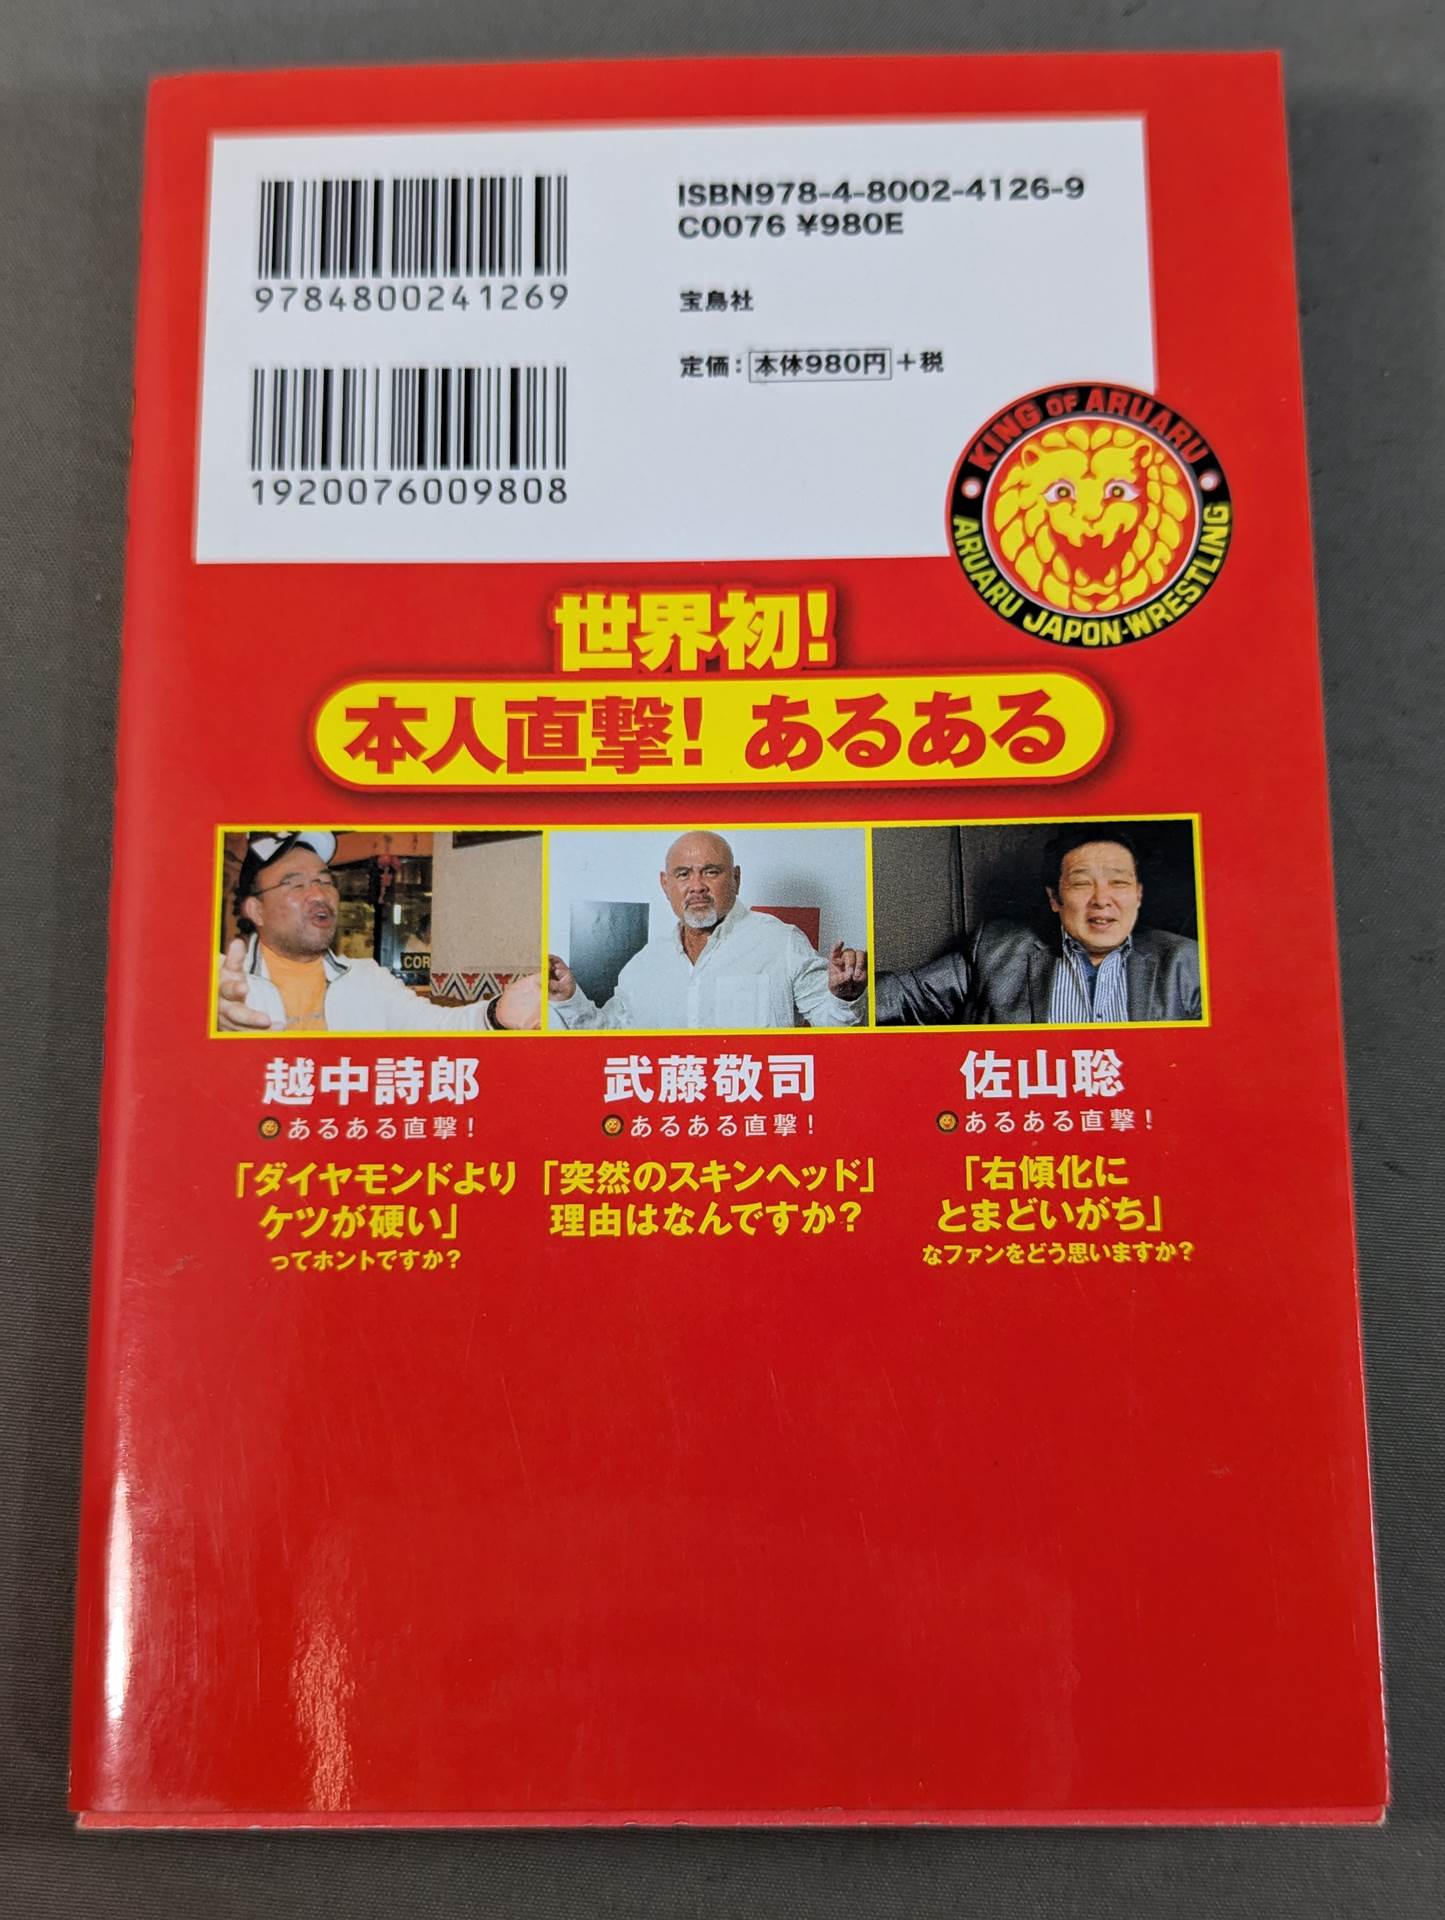 9784800241269
1920076009808
ISBN978-4-8002-4126-9
C0076 ¥980E
宝島社
定価：本体980円＋税
KING OF ARUARU
ARUARU JAPON-WRESTLING
世界初！
本人直撃！ あるある
COR
越中詩郎
あるある直撃！
「ダイヤモンドより
ケツが硬い」
ってホントですか？
武藤敬司
あるある直撃！
「突然のスキンヘッド」
理由はなんですか？
佐山聡
あるある直撃！
「右傾化に
とまどいがち」
なファンをどう思いますか？